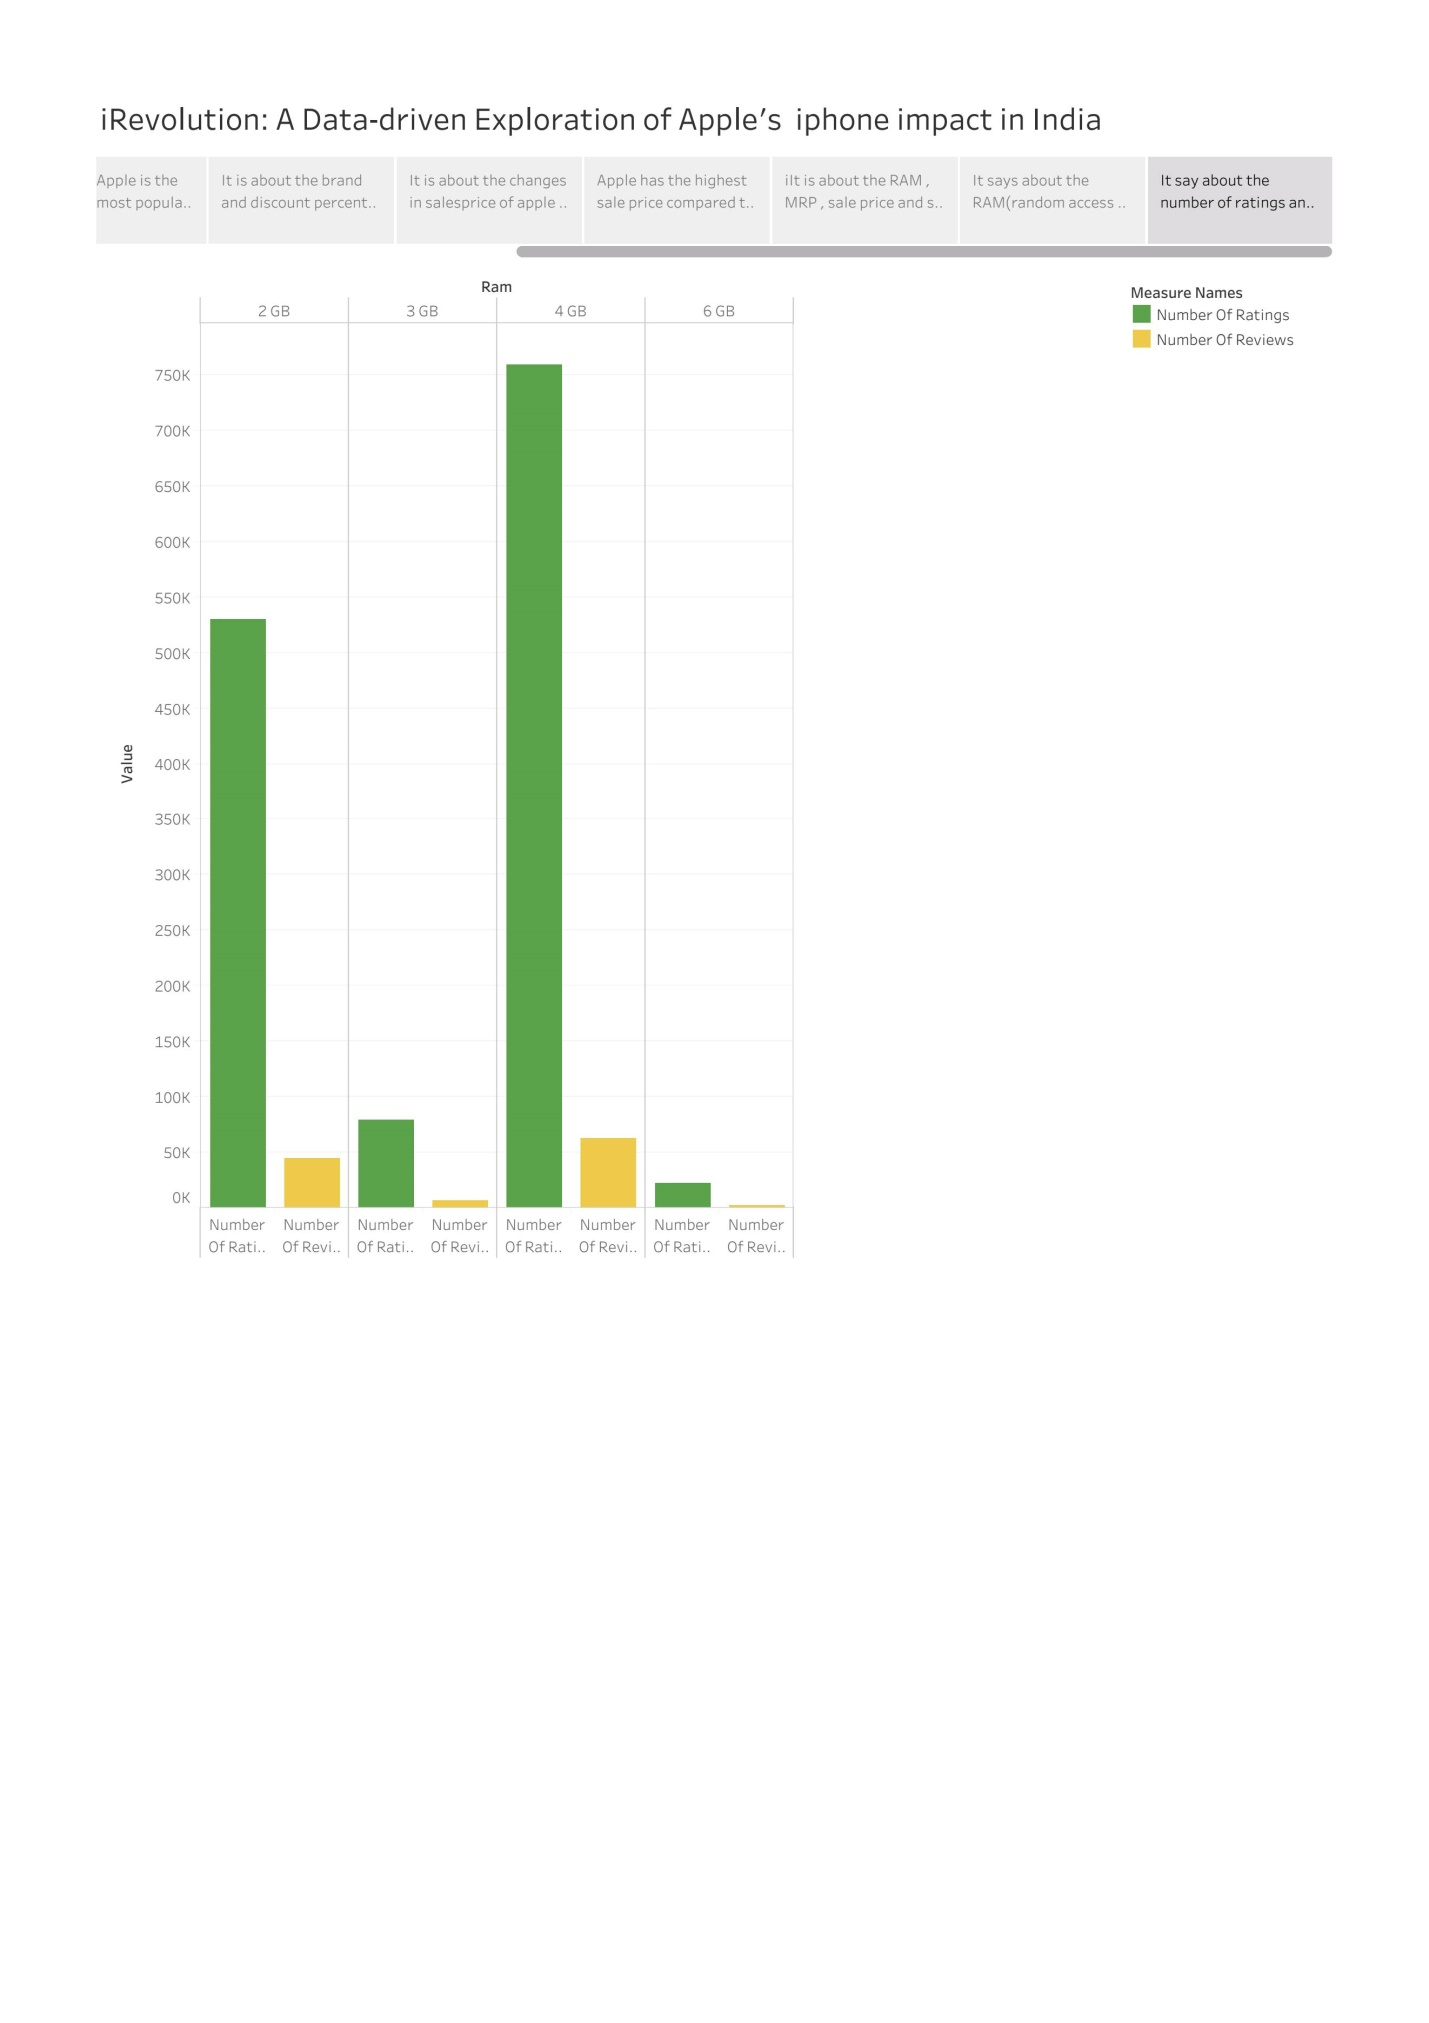 iRevolution: A Data-driven Exploration of Apple’s  iphone impact in India
Apple is the
most popula..
It is about the brand
and discount percent..
It is about the changes
in salesprice of apple ..
Apple has the highest
sale price compared t..
iIt is about the RAM ,
MRP , sale price and s..
It says about the
RAM(random access ..
It say about the
number of ratings an..
Ram
2 GB
3 GB
4 GB
6 GB
Measure Names
Number Of Ratings
Number Of Reviews
750K
700K
650K
600K
550K
500K
450K
400K
350K
300K
250K
200K
150K
100K
50K
0K
Value
Number
Of Rati..
Number
Of Revi..
Number
Of Rati..
Number
Of Revi..
Number
Of Rati..
Number
Of Revi..
Number
Of Rati..
Number
Of Revi..